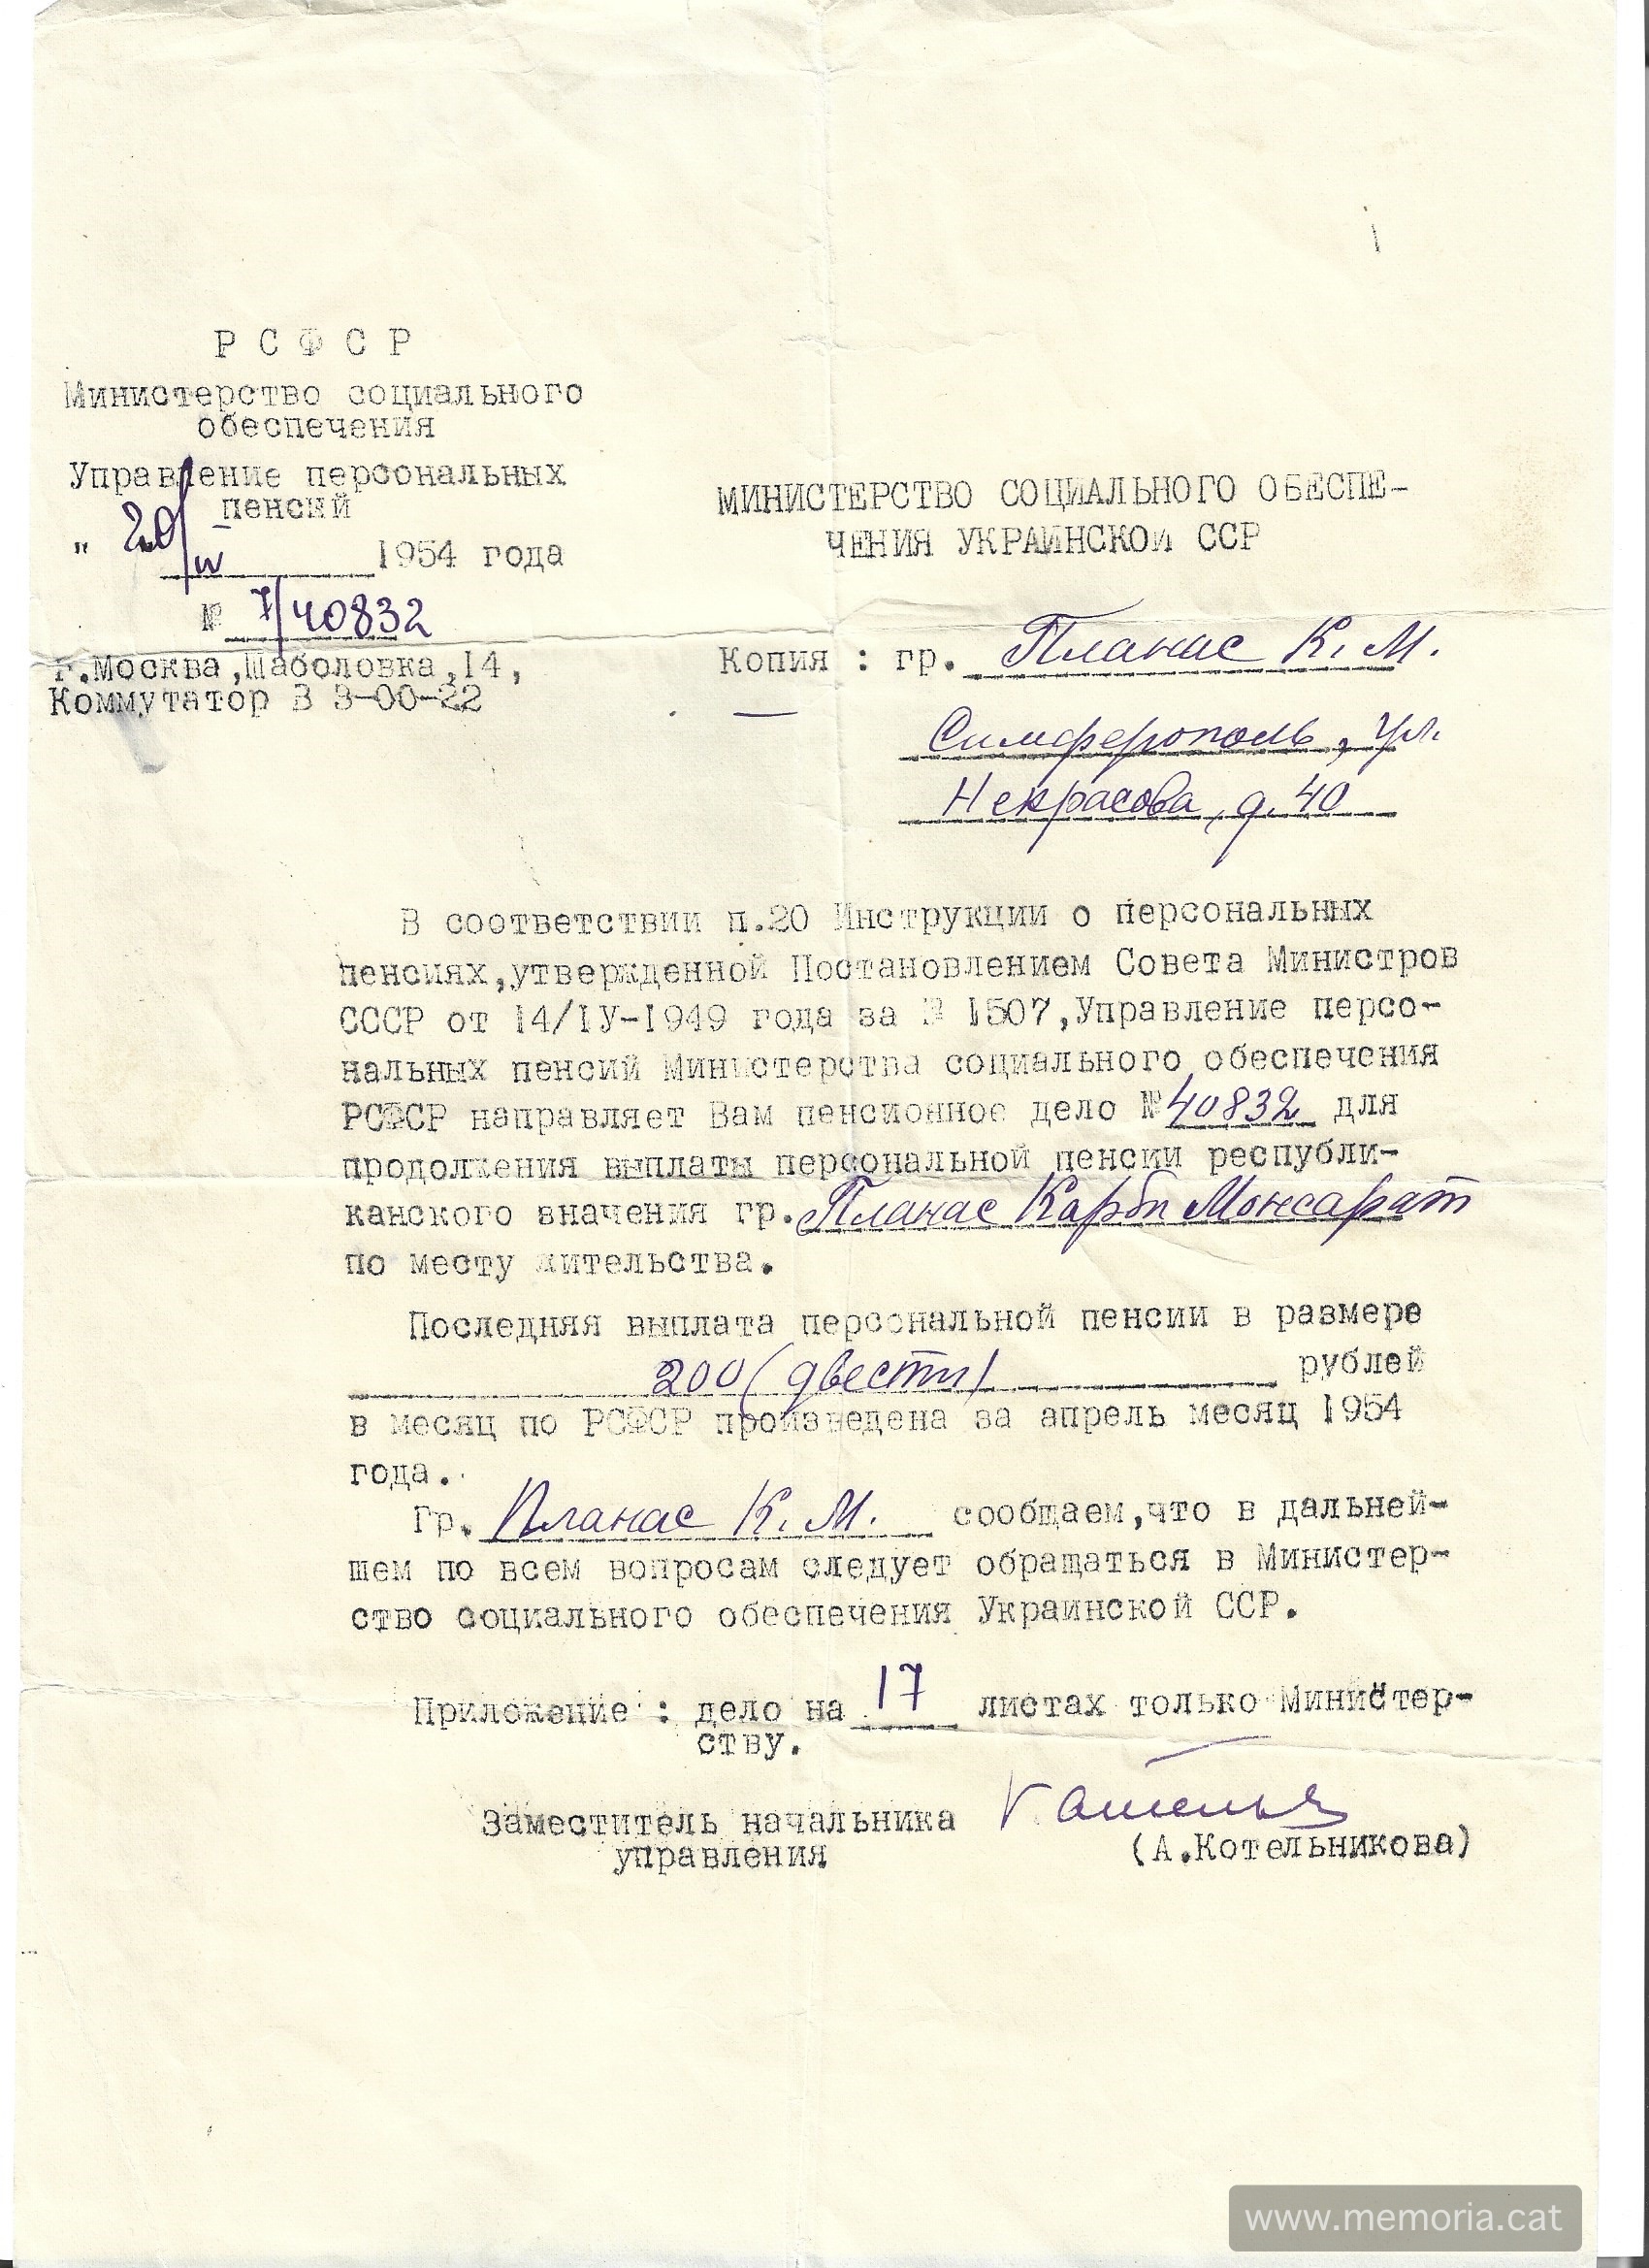 Р С Ф С Р
Министерство социального
обеспечения
Управление персональных
пенсий
" 20/IV 1954 года
№ 7/40832
г.Москва,Шаболовка,14,
Коммутатор В 3-00-22
МИНИСТЕРСТВО СОЦИАЛЬНОГО ОБЕСПЕ-
ЧЕНИЯ УКРАИНСКОЙ ССР
Копия : гр. Планас К. М.
Симферополь, ул.
Некрасова, д. 40
В соответствии п.20 Инструкции о персональных
пенсиях,утвержденной Постановлением Совета Министров
СССР от 14/IУ-1949 года за № 1507,Управление персо-
нальных пенсий Министерства социального обеспечения
РСФСР направляет Вам пенсионное дело №40832 для
продолжения выплаты персональной пенсии республи-
канского значения гр. Планас Карбо Монсарат
по месту жительства.
Последняя выплата персональной пенсии в размере
200 (двести) рублей
в месяц по РСФСР произведена за апрель месяц 1954
года.
Гр. Планас К. М. сообщаем,что в дальней-
шем по всем вопросам следует обращаться в Министер-
ство социального обеспечения Украинской ССР.
Приложение : дело на 17 листах только Министер-
ству.
Заместитель начальника
управления
(А.Котельникова)
www.memoria.cat